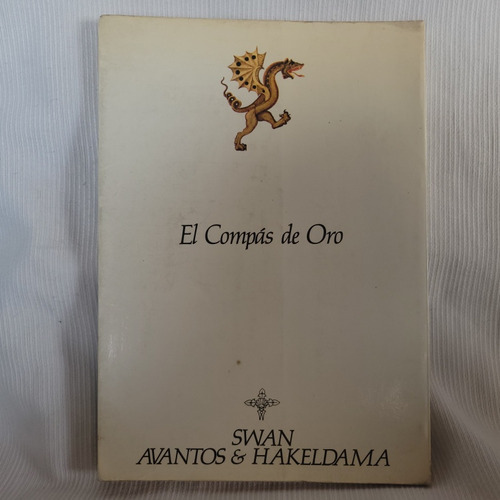 El Compás de Oro
SWAN
AVANTOS & HAKELDAMA